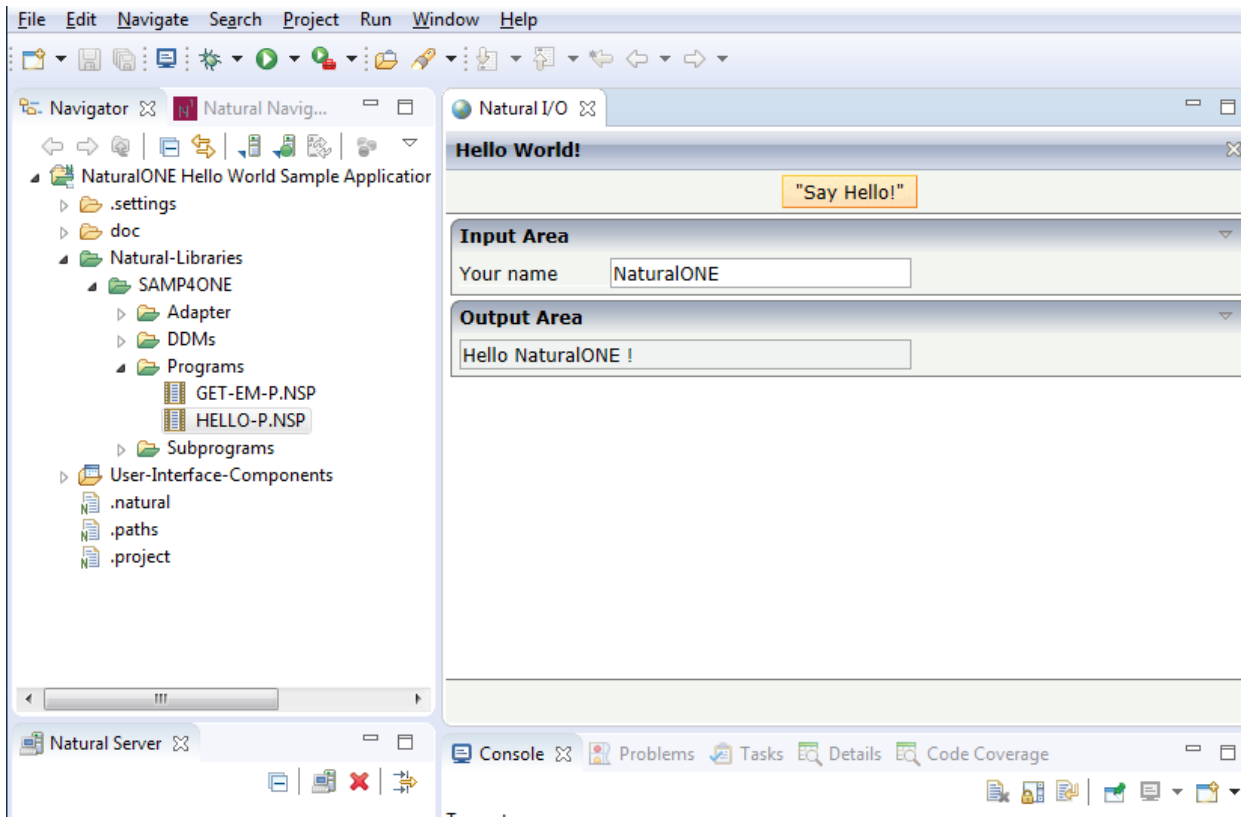 File Edit Navigate Search Project Run Window Help
Navigator Natural Navig...
NaturalONE Hello World Sample Application
.settings
doc
Natural-Libraries
SAMP4ONE
Adapter
DDMs
Programs
GET-EM-P.NSP
HELLO-P.NSP
Subprograms
User-Interface-Components
.natural
.paths
.project
Natural Server
Natural I/O
Hello World!
"Say Hello!"
Input Area
Your name NaturalONE
Output Area
Hello NaturalONE !
Console Problems Tasks Details Code Coverage